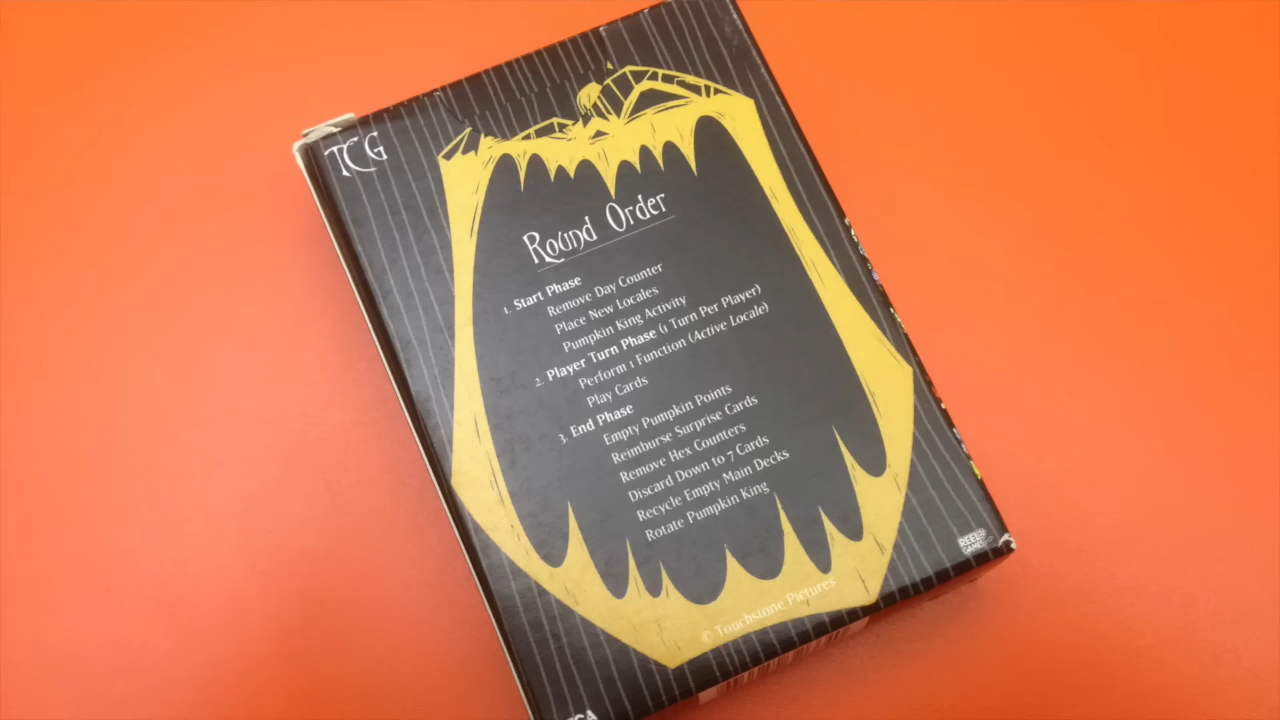 TCG
Round Order
1. Start Phase
Remove Day Counter
Place New Locales
Pumpkin King Activity
2. Player Turn Phase (1 Turn Per Player)
Perform 1 Function (Active Locale)
Play Cards
3. End Phase
Empty Pumpkin Points
Reimburse Surprise Cards
Remove Hex Counters
Discard Down to 7 Cards
Recycle Empty Main Decks
Rotate Pumpkin King
© Touchstone Pictures
GAMES